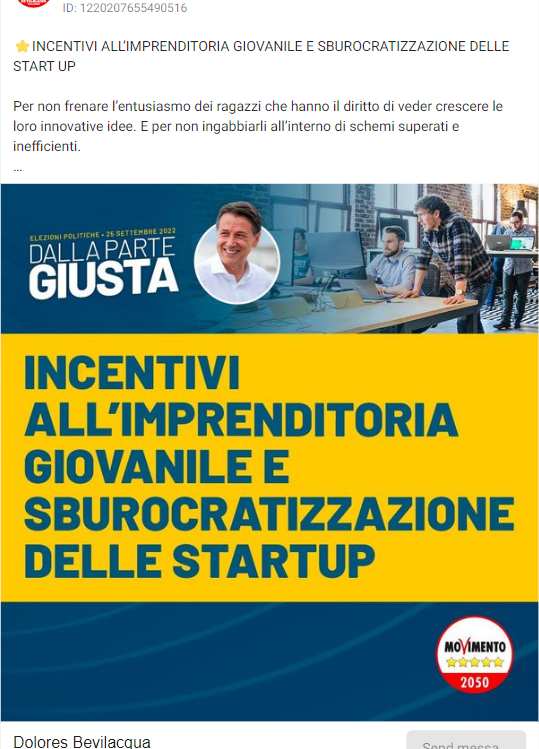 BEVILACQUA
ID: 1220207655490516
⭐INCENTIVI ALL’IMPRENDITORIA GIOVANILE E SBUROCRATIZZAZIONE DELLE
START UP
Per non frenare l’entusiasmo dei ragazzi che hanno il diritto di veder crescere le
loro innovative idee. E per non ingabbiarli all’interno di schemi superati e
inefficienti.
...
ELEZIONI POLITICHE • 25 SETTEMBRE 2022
DALLA PARTE
GIUSTA
INCENTIVI
ALL’IMPRENDITORIA
GIOVANILE E
SBUROCRATIZZAZIONE
DELLE STARTUP
MOVIMENTO
2050
Dolores Bevilacqua
Send messa...